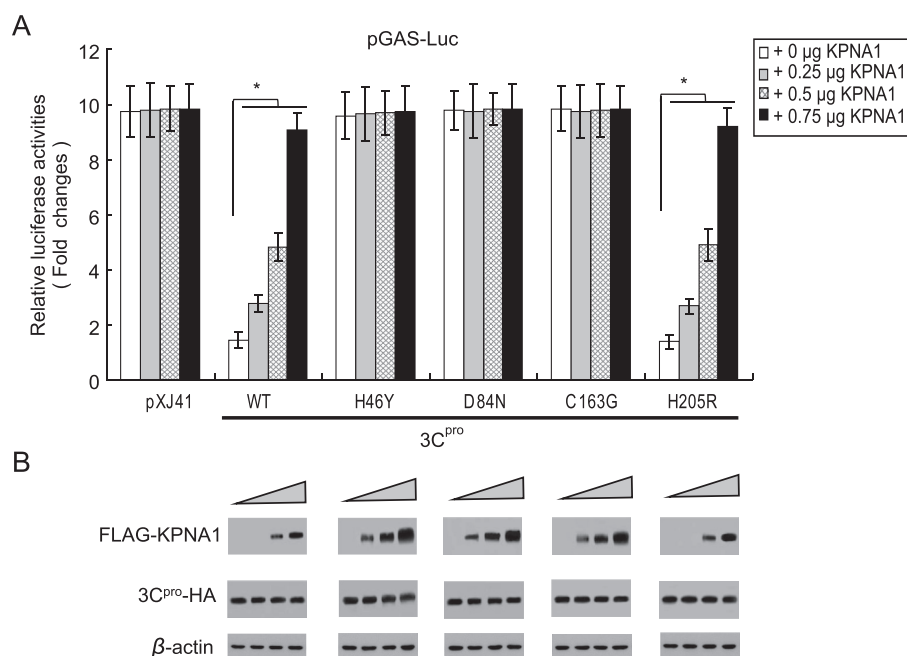 A
pGAS-Luc
+ 0 µg KPNA1
+ 0.25 µg KPNA1
+ 0.5 µg KPNA1
+ 0.75 µg KPNA1
Relative luciferase activities
( Fold changes )
12
10
8
6
4
2
0
*
*
pXJ41
WT
H46Y
D84N
C163G
H205R
3Cpro
B
FLAG-KPNA1
3Cpro-HA
β-actin